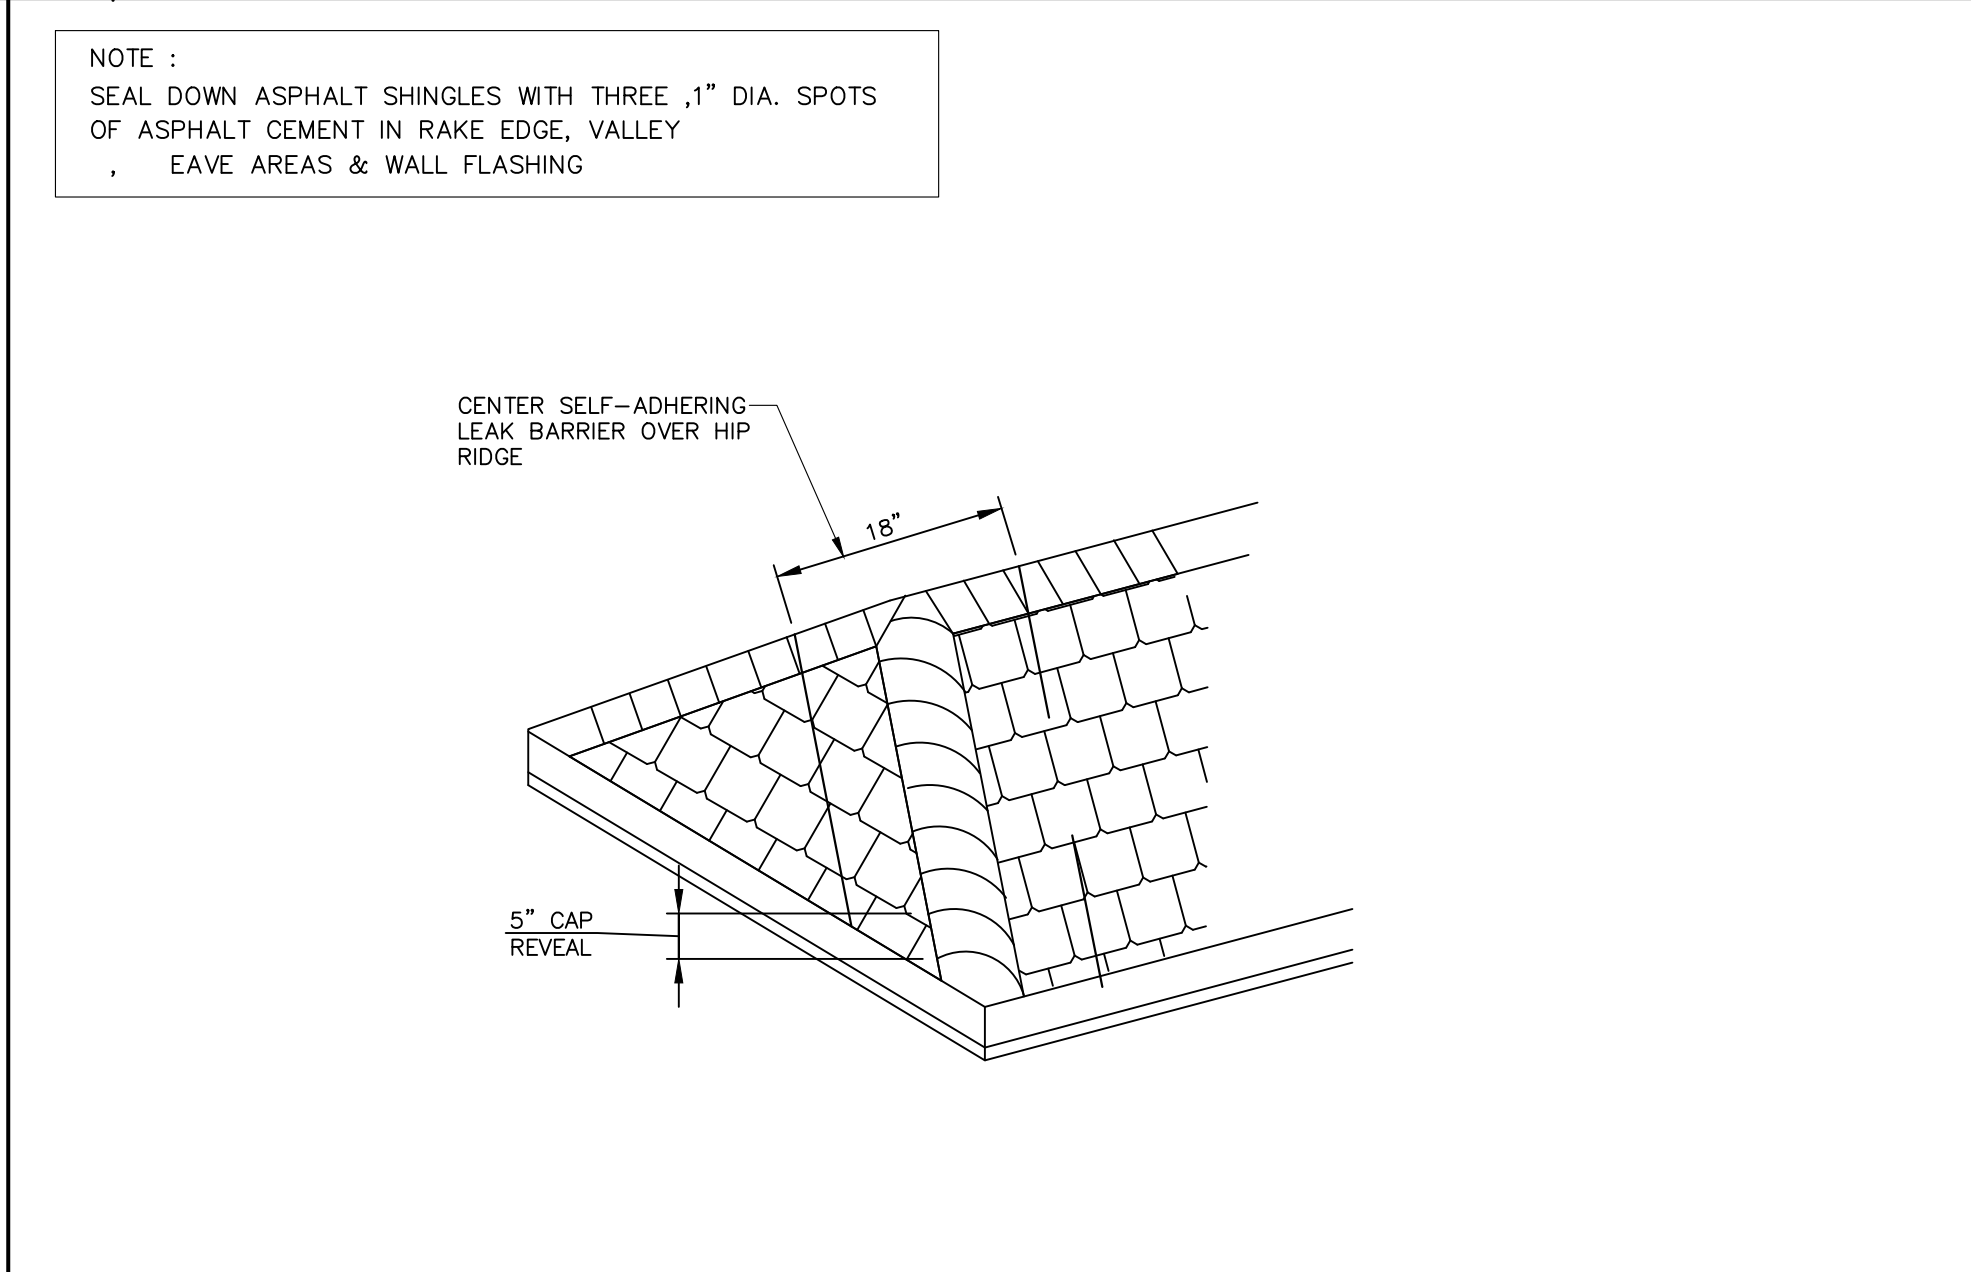 NOTE :
SEAL DOWN ASPHALT SHINGLES WITH THREE ,1” DIA. SPOTS
OF ASPHALT CEMENT IN RAKE EDGE, VALLEY
, EAVE AREAS & WALL FLASHING
CENTER SELF-ADHERING
LEAK BARRIER OVER HIP
RIDGE
18”
5” CAP
REVEAL